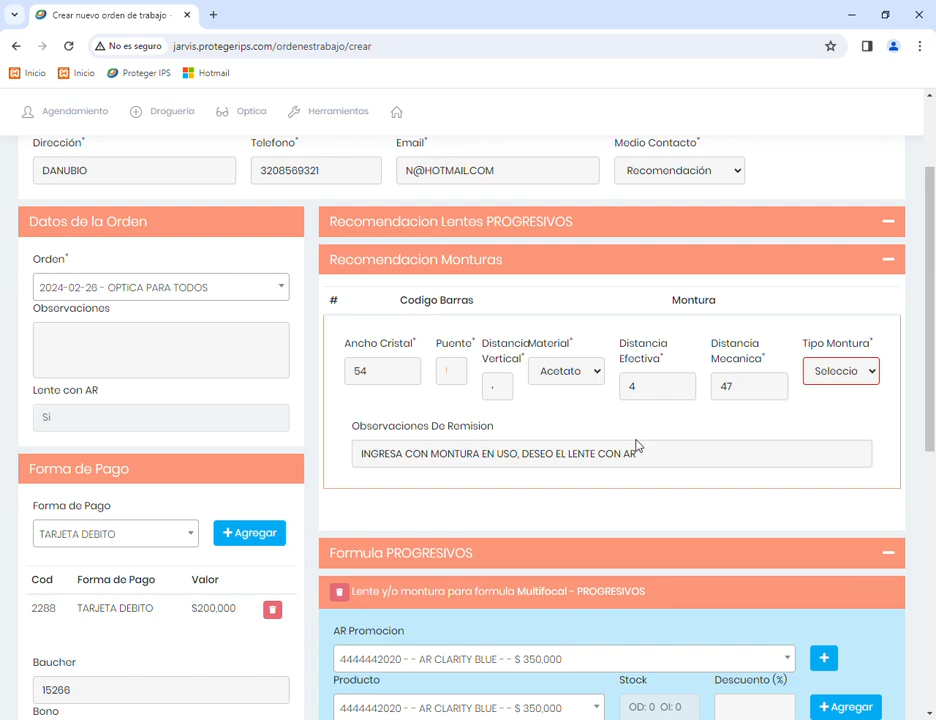 Crear nuevo orden de trabajo -
No es seguro
jarvis.protegerips.com/ordenestrabajo/crear
Inicio
Inicio
Proteger IPS
Hotmail
Agendamiento
Droguería
Optica
Herramientas
Dirección*
Telefono*
Email*
Medio Contacto*
DANUBIO
3208569321
N@HOTMAIL.COM
Recomendación
Datos de la Orden
Orden*
2024-02-26 - OPTICA PARA TODOS
Observaciones
Lente con AR
Si
Forma de Pago
Forma de Pago
TARJETA DEBITO
+ Agregar
Cod Forma de Pago Valor
2288 TARJETA DEBITO $200,000
Baucher
15266
Bono
Recomendacion Lentes PROGRESIVOS
Recomendacion Monturas
# Codigo Barras Montura
Ancho Cristal*
54
Puente*
Distancia Vertical*
Material*
Acetato
Distancia Efectiva*
4
Distancia Mecanica*
47
Tipo Montura*
Seleccio
Observaciones De Remision
INGRESA CON MONTURA EN USO, DESEO EL LENTE CON AR
Formula PROGRESIVOS
Lente y/o montura para formula Multifocal - PROGRESIVOS
AR Promocion
4444442020 - - AR CLARITY BLUE - - $ 350,000
+
Producto
Stock
Descuento (%)
4444442020 - - AR CLARITY BLUE - - $ 350,000
OD: 0 OI: 0
+ Agregar